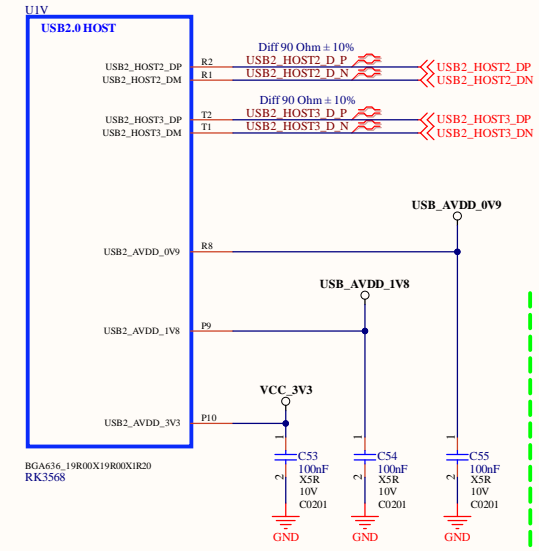 U1V
USB2.0 HOST
Diff 90 Ohm ± 10%
USB2_HOST2_DP R2 USB2_HOST2_D_P USB2_HOST2_DP
USB2_HOST2_DM R1 USB2_HOST2_D_N USB2_HOST2_DN
Diff 90 Ohm ± 10%
USB2_HOST3_DP T2 USB2_HOST3_D_P USB2_HOST3_DP
USB2_HOST3_DM T1 USB2_HOST3_D_N USB2_HOST3_DN
USB_AVDD_0V9
USB2_AVDD_0V9 R8
USB_AVDD_1V8
USB2_AVDD_1V8 P9
VCC_3V3
USB2_AVDD_3V3 P10
1 1 1
C53 C54 C55
BGA636_19R00X19R00X1R20 100nF 100nF 100nF
RK3568 2 X5R 2 X5R 2 X5R
10V 10V 10V
C0201 C0201 C0201
GND GND GND